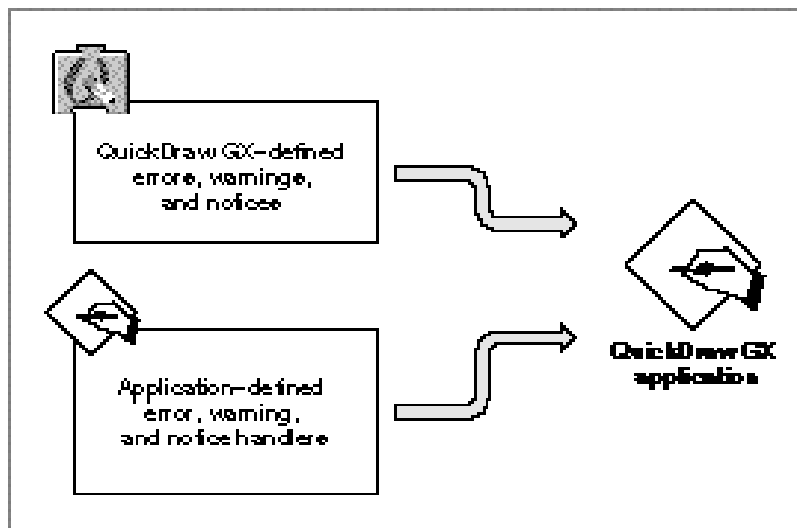 QuickDraw GX–defined
errors, warnings,
and notices
Application–defined
error, warning,
and notice handlers
QuickDraw GX
application